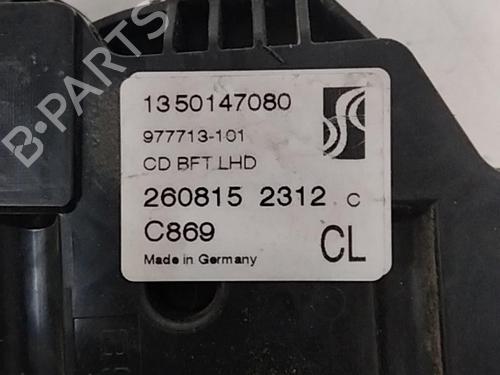 B-PARTS
1350147080
977713-101
CD BFT LHD
260815 2312 C
C869
CL
Made in Germany